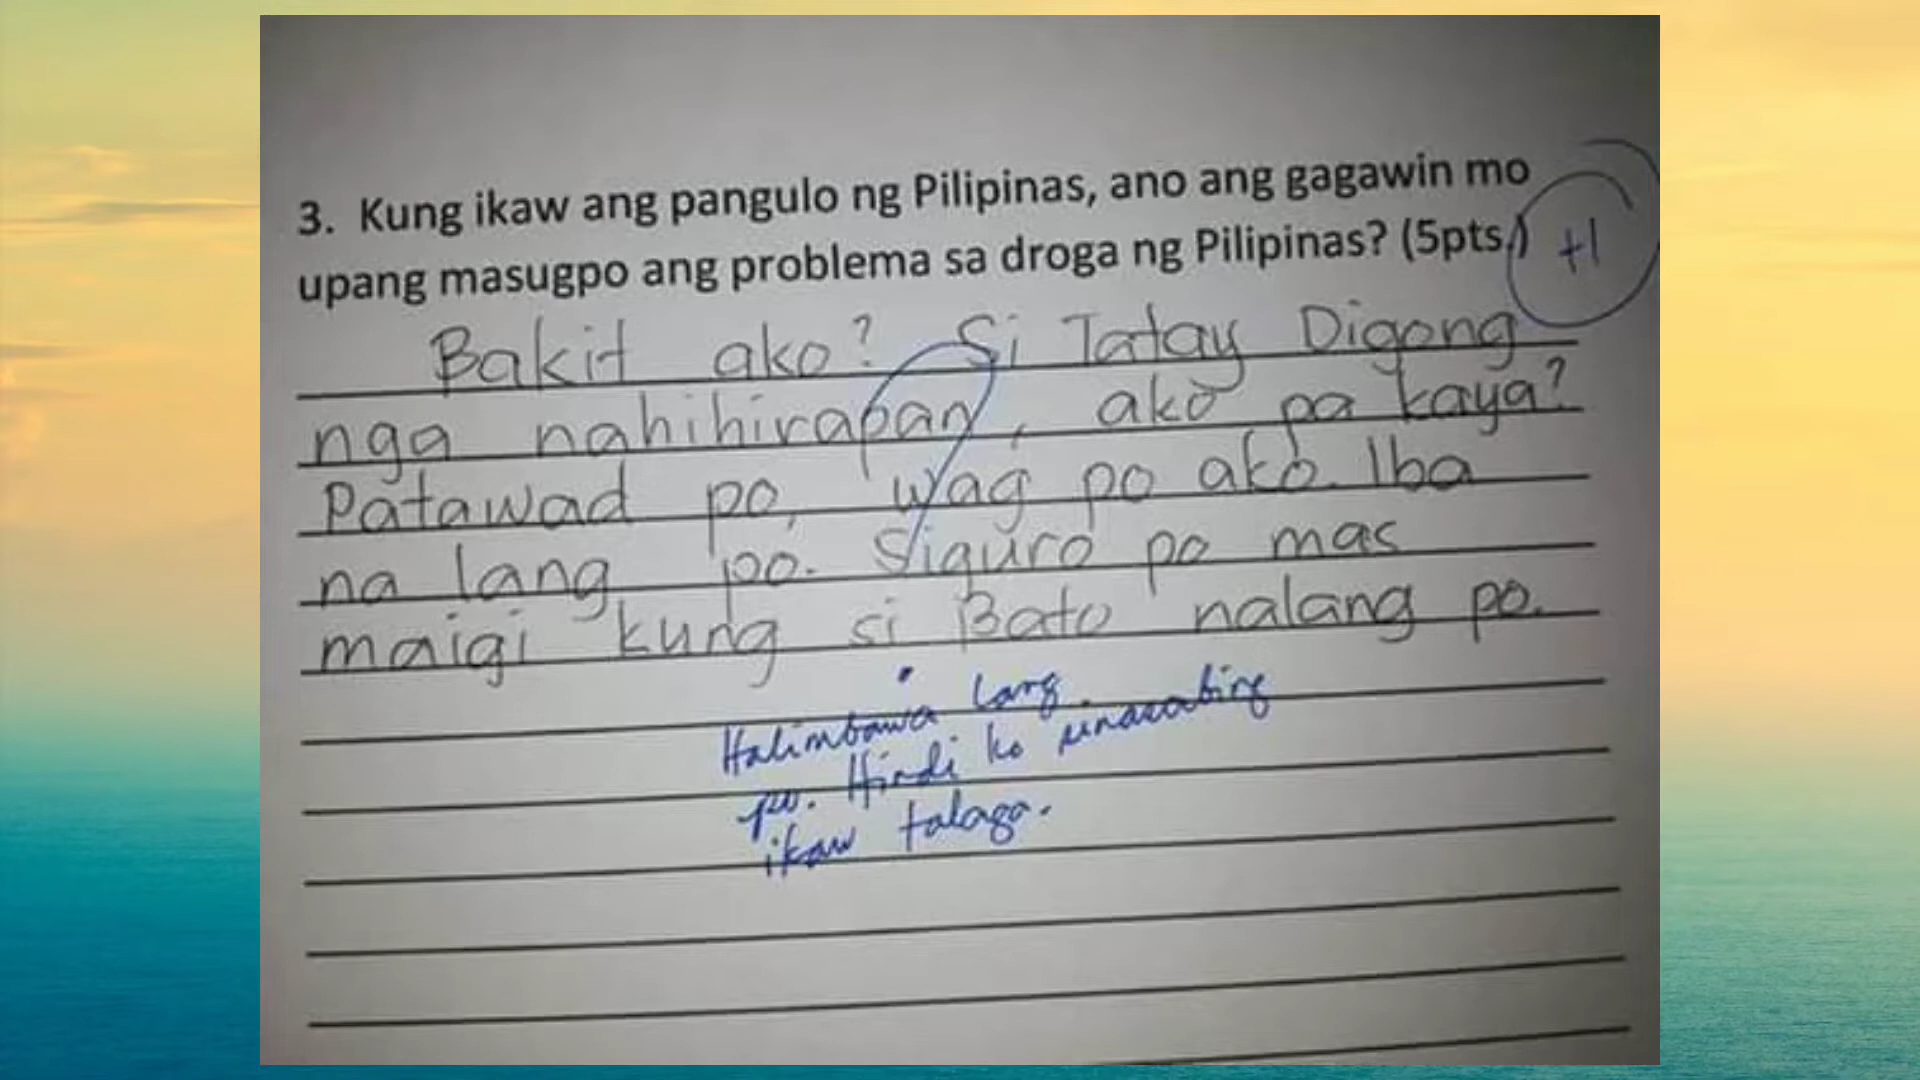 3. Kung ikaw ang pangulo ng Pilipinas, ano ang gagawin mo
upang masugpo ang problema sa droga ng Pilipinas? (5pts.)
+1
Bakit ako? Si Tatay Digong
nga nahihirapan, ako pa kaya?
Patawad po, 'wag po ako. Iba
na lang po. Siguro po mas
maigi kung si Bato nalang po.
Halimbawa lang
po. Hindi ko sinasabing
ikaw talaga.